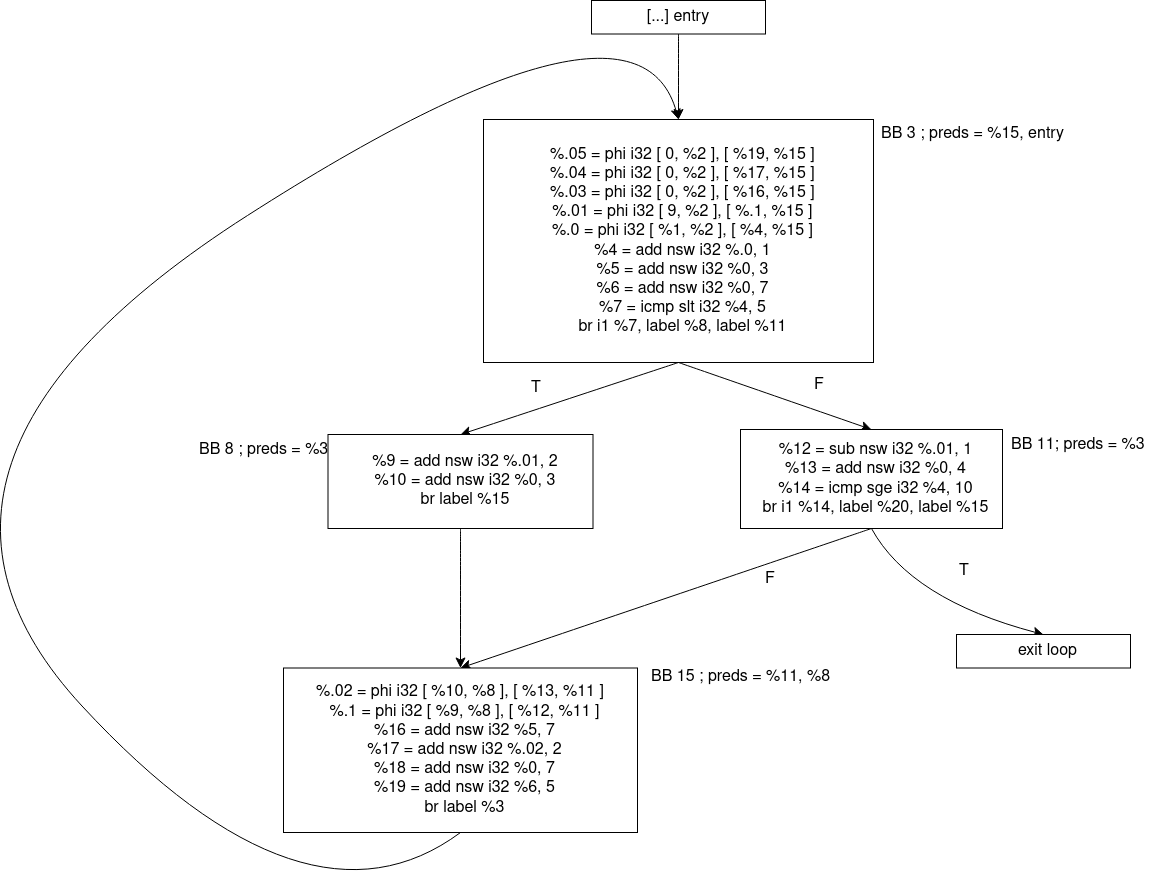 [...] entry
BB 3 ; preds = %15, entry
%.05 = phi i32 [ 0, %2 ], [ %19, %15 ]
%.04 = phi i32 [ 0, %2 ], [ %17, %15 ]
%.03 = phi i32 [ 0, %2 ], [ %16, %15 ]
%.01 = phi i32 [ 9, %2 ], [ %.1, %15 ]
%.0 = phi i32 [ %1, %2 ], [ %4, %15 ]
%4 = add nsw i32 %.0, 1
%5 = add nsw i32 %0, 3
%6 = add nsw i32 %0, 7
%7 = icmp slt i32 %4, 5
br i1 %7, label %8, label %11
T
F
BB 8 ; preds = %3
%9 = add nsw i32 %.01, 2
%10 = add nsw i32 %0, 3
br label %15
BB 11; preds = %3
%12 = sub nsw i32 %.01, 1
%13 = add nsw i32 %0, 4
%14 = icmp sge i32 %4, 10
br i1 %14, label %20, label %15
F
T
exit loop
BB 15 ; preds = %11, %8
%.02 = phi i32 [ %10, %8 ], [ %13, %11 ]
%.1 = phi i32 [ %9, %8 ], [ %12, %11 ]
%16 = add nsw i32 %5, 7
%17 = add nsw i32 %.02, 2
%18 = add nsw i32 %0, 7
%19 = add nsw i32 %6, 5
br label %3